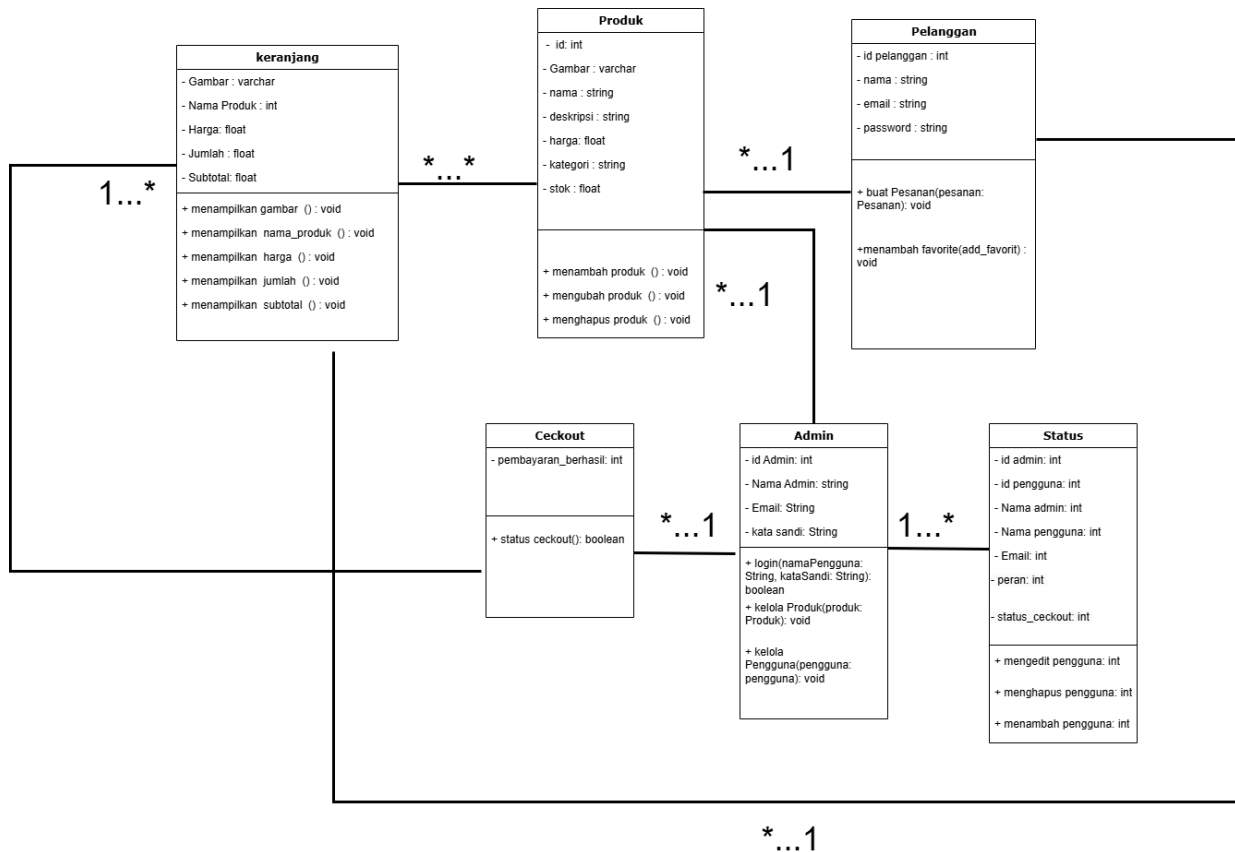 keranjang
- Gambar : varchar
- Nama Produk : int
- Harga: float
- Jumlah : float
- Subtotal: float
+ menampilkan gambar () : void
+ menampilkan nama_produk () : void
+ menampilkan harga () : void
+ menampilkan jumlah () : void
+ menampilkan subtotal () : void
1...*
*...*
Produk
- id: int
- Gambar : varchar
- nama : string
- deskripsi : string
- harga: float
- kategori : string
- stok : float
+ menambah produk () : void
+ mengubah produk () : void
+ menghapus produk () : void
*...1
*...1
Pelanggan
- id pelanggan : int
- nama : string
- email : string
- password : string
+ buat Pesanan(pesanan:
Pesanan): void
+menambah favorite(add_favorit) :
void
Ceckout
- pembayaran_berhasil: int
+ status ceckout(): boolean
*...1
Admin
- id Admin: int
- Nama Admin: string
- Email: String
- kata sandi: String
+ login(namaPengguna:
String, kataSandi: String):
boolean
+ kelola Produk(produk:
Produk): void
+ kelola
Pengguna(pengguna:
pengguna): void
1...*
Status
- id admin: int
- id pengguna: int
- Nama admin: int
- Nama pengguna: int
- Email: int
- peran: int
- status_ceckout: int
+ mengedit pengguna: int
+ menghapus pengguna: int
+ menambah pengguna: int
*...1